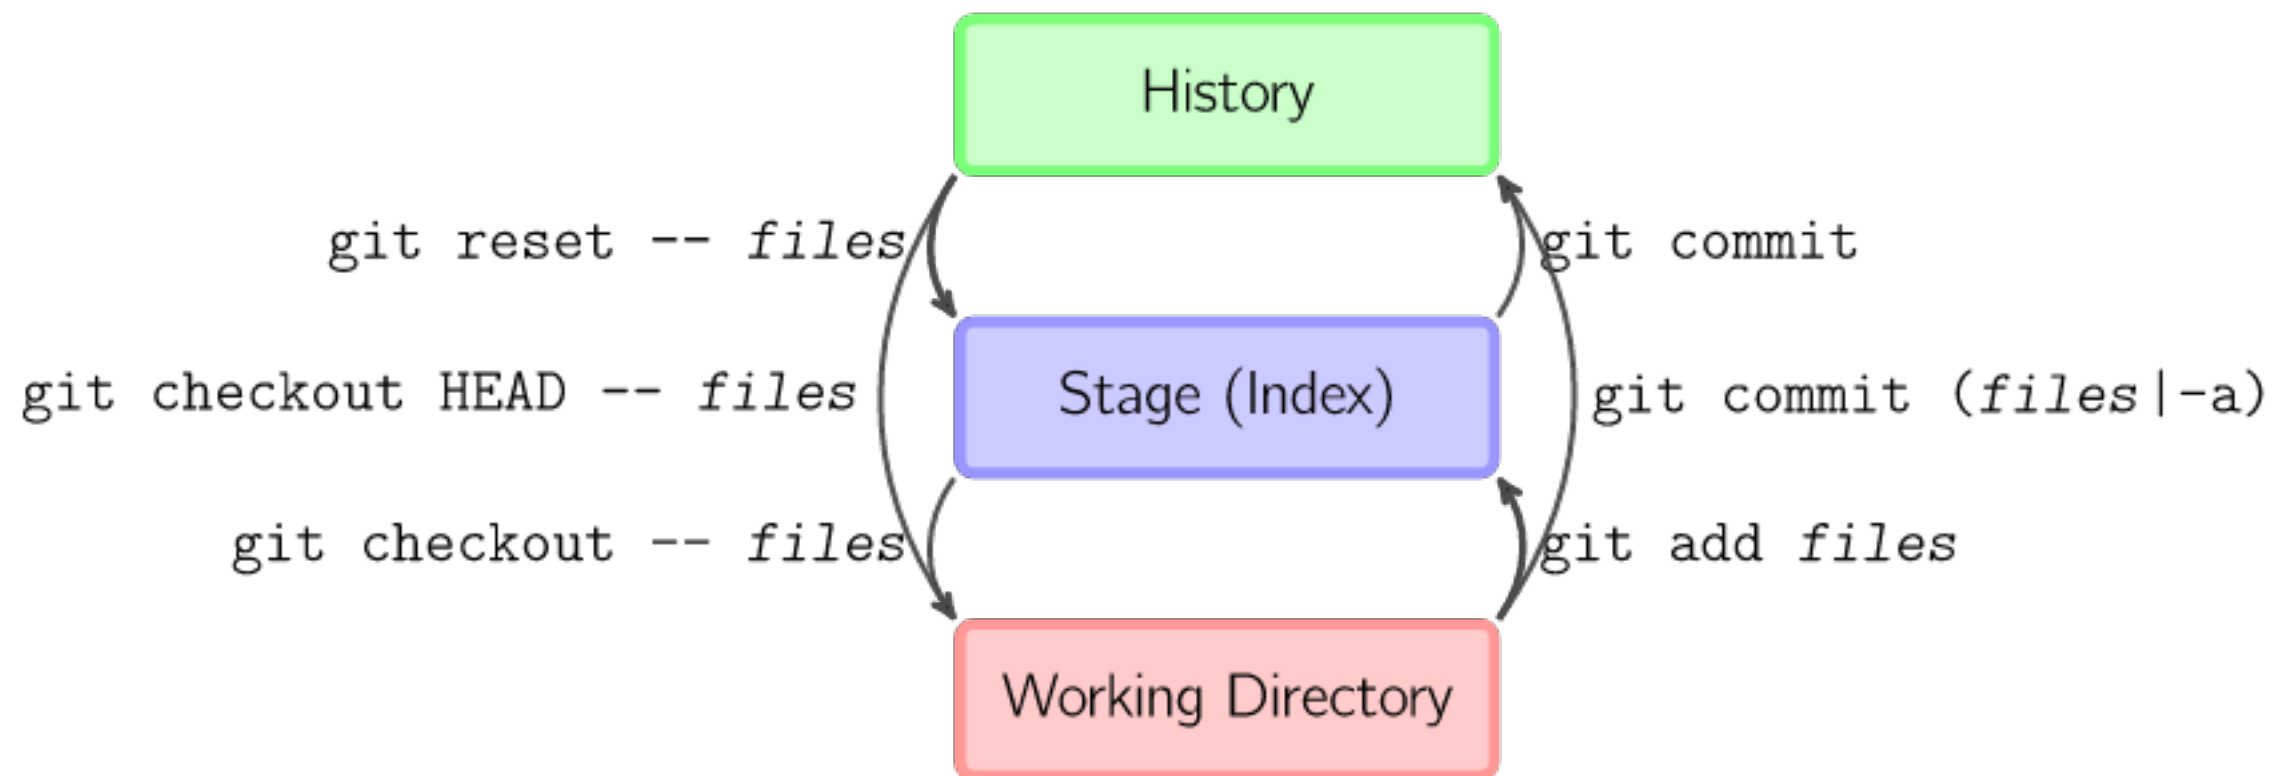 History
git reset -- files
git commit
git checkout HEAD -- files
Stage (Index)
git commit (files|-a)
git checkout -- files
git add files
Working Directory